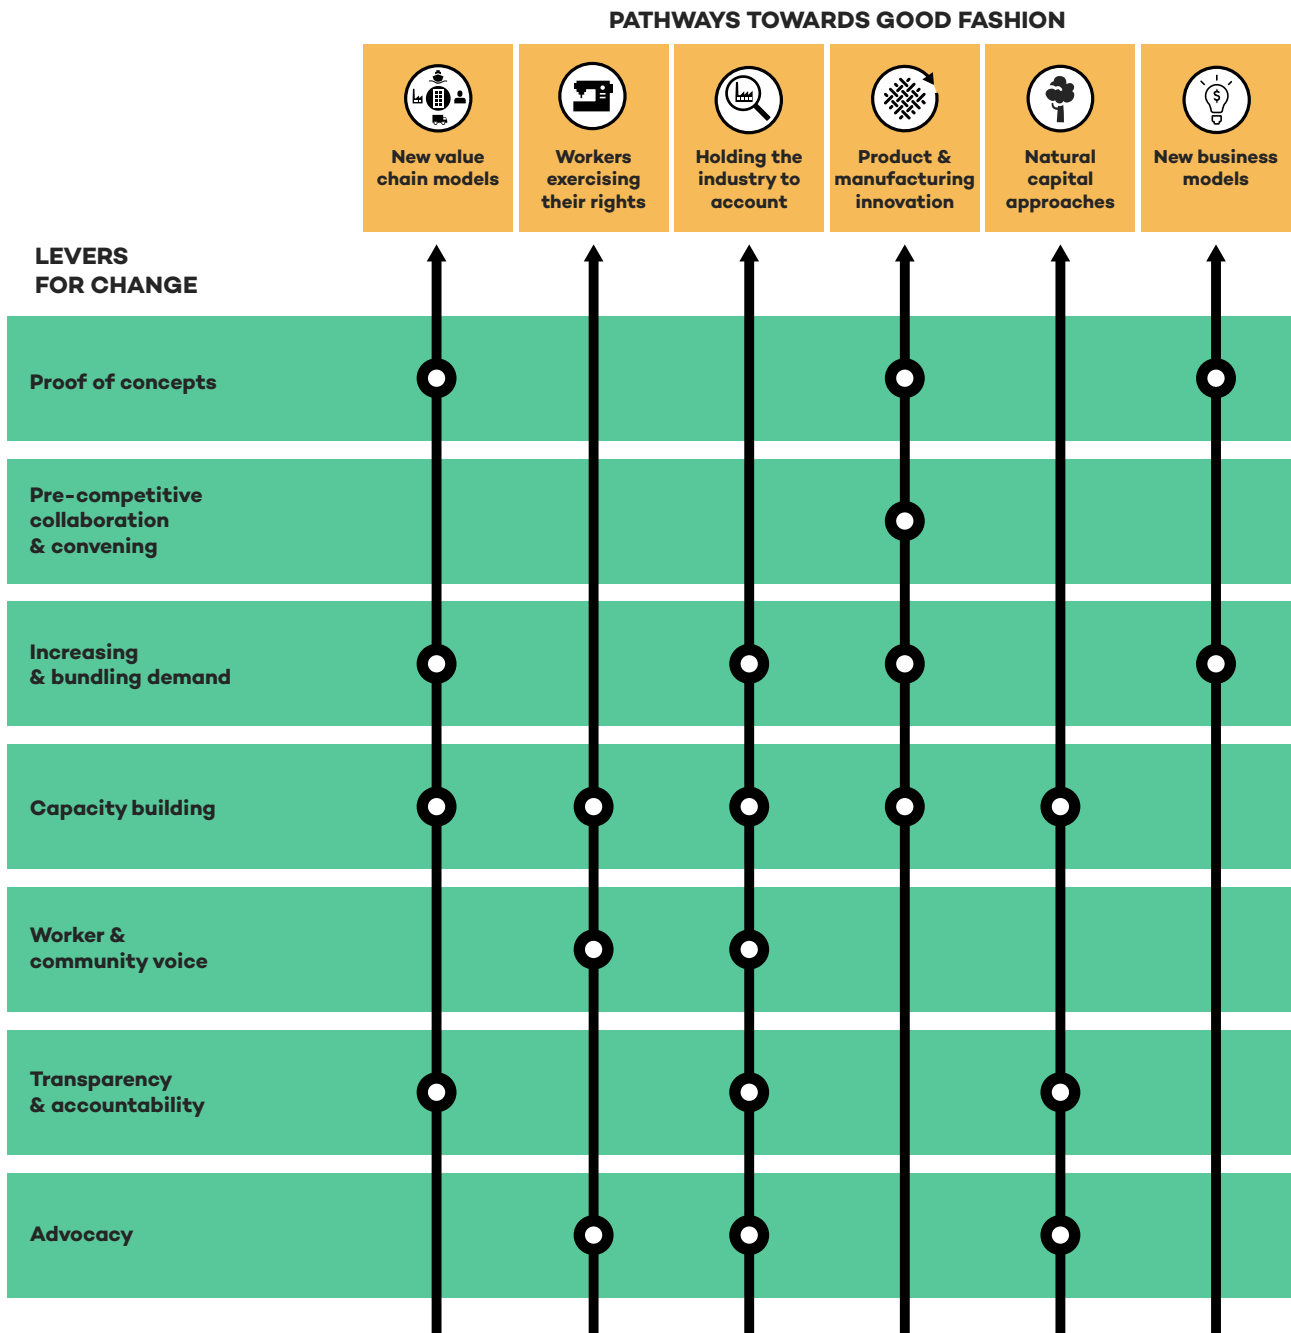 PATHWAYS TOWARDS GOOD FASHION
New value
chain models
Workers
exercising
their rights
Holding the
industry to
account
Product &
manufacturing
innovation
Natural
capital
approaches
New business
models
$
LEVERS
FOR CHANGE
Proof of concepts
Pre-competitive
collaboration
& convening
Increasing
& bundling demand
Capacity building
Worker &
community voice
Transparency
& accountability
Advocacy